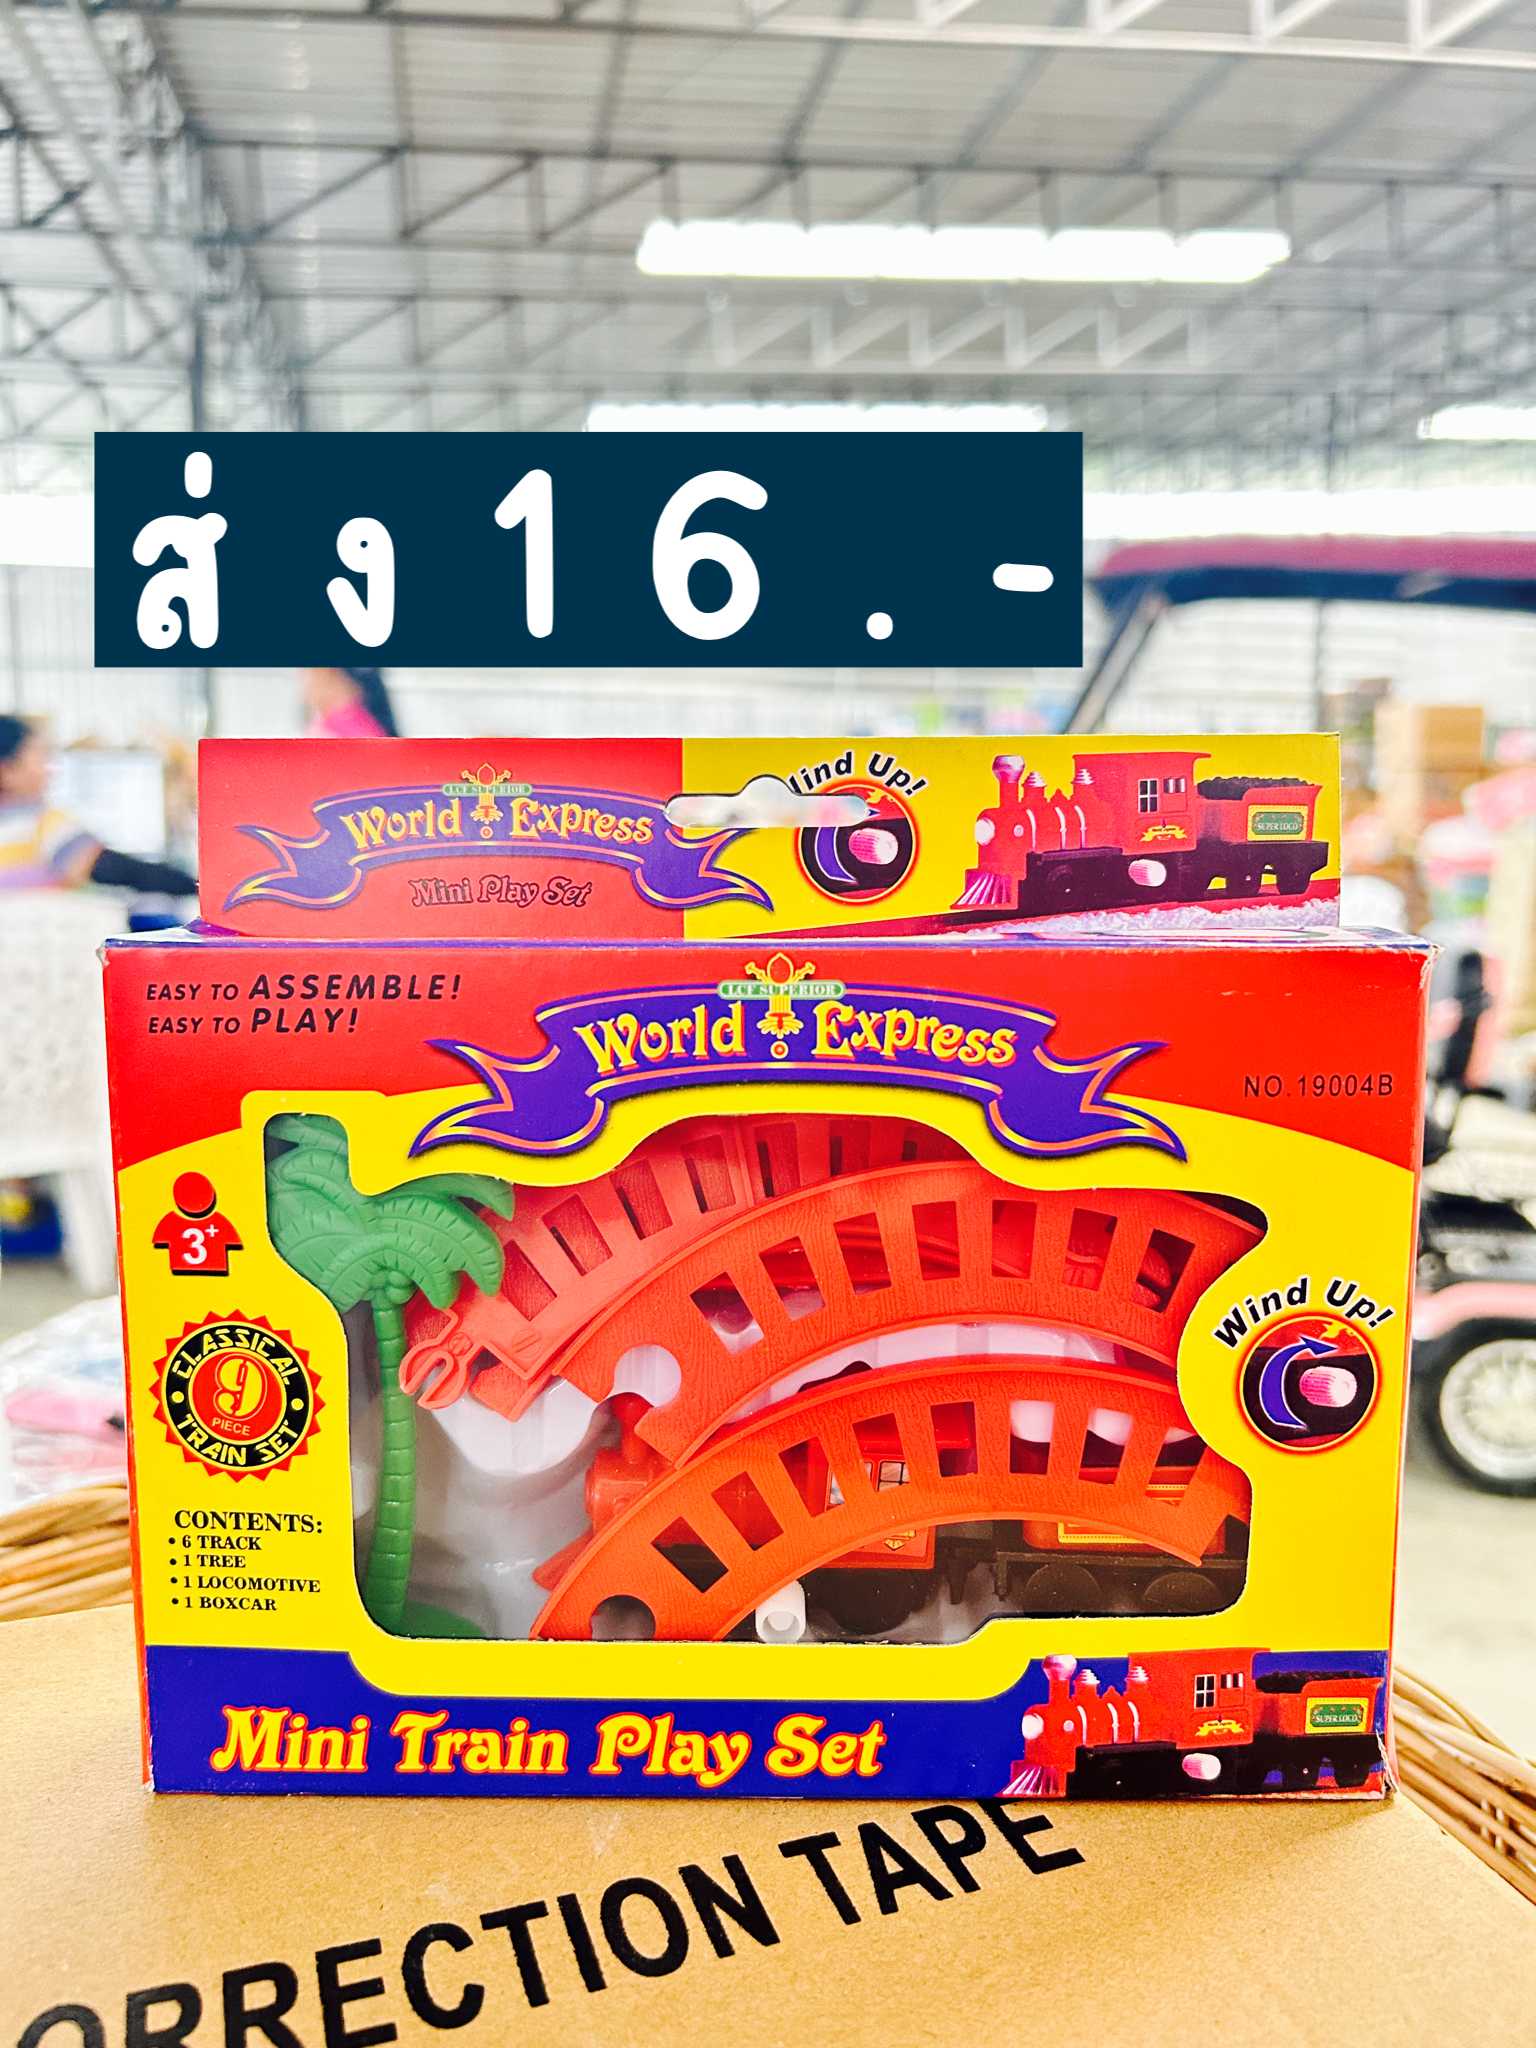 ส่ง16.-
LCF SUPERIOR
World Express
Mini Play Set
Wind Up!
SUPER LOCO
EASY TO ASSEMBLE!
EASY TO PLAY!
LCF SUPERIOR
World Express
NO.19004B
3+
CLASSICAL
9
PIECE
TRAIN SET
Wind Up!
CONTENTS:
• 6 TRACK
• 1 TREE
• 1 LOCOMOTIVE
• 1 BOXCAR
Mini Train Play Set
SUPER LOCO
ORRECTION TAPE